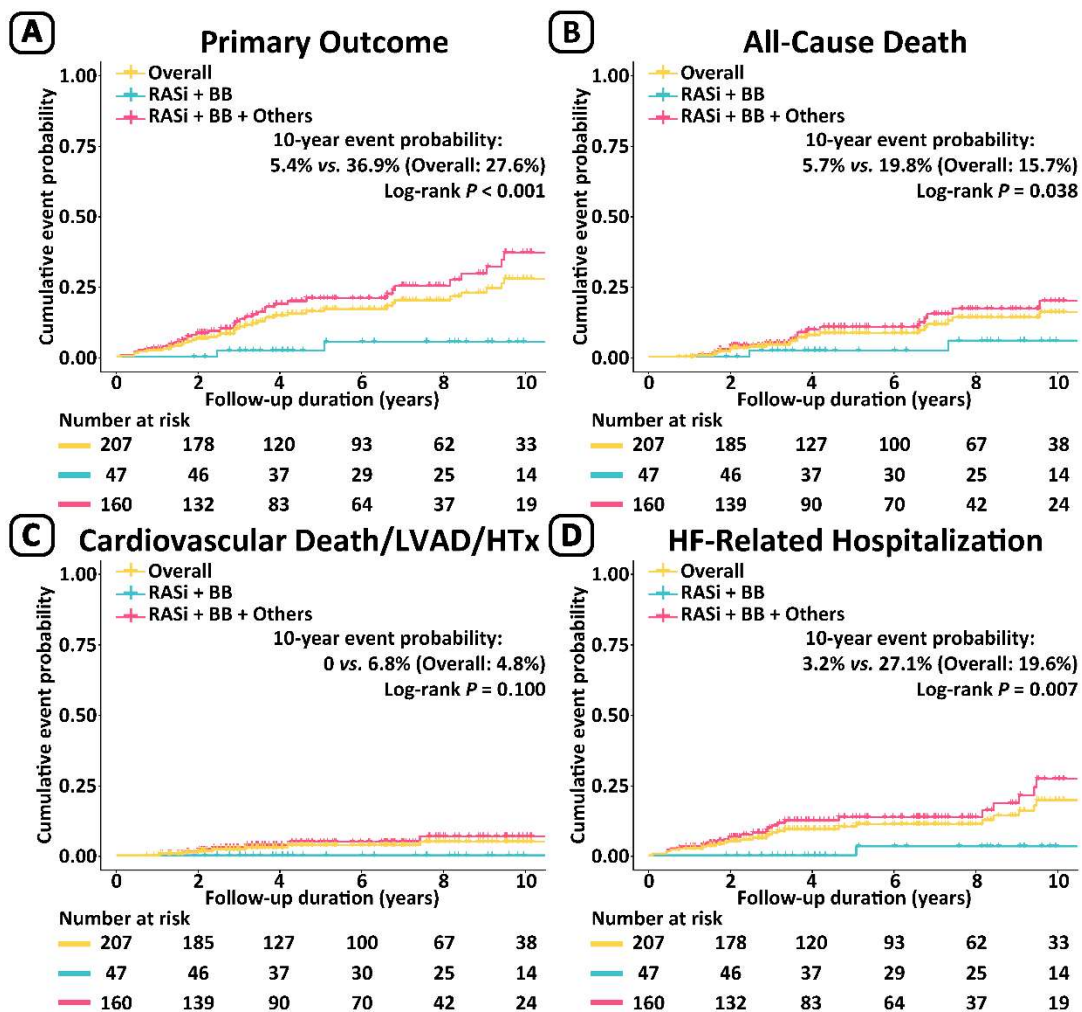 A
Primary Outcome
Cumulative event probability
1.00
0.75
0.50
0.25
0.00
Overall
RASi + BB
RASi + BB + Others
10-year event probability:
5.4% vs. 36.9% (Overall: 27.6%)
Log-rank P < 0.001
0 2 4 6 8 10
Follow-up duration (years)
Number at risk
207 178 120 93 62 33
47 46 37 29 25 14
160 132 83 64 37 19
B
All-Cause Death
Cumulative event probability
1.00
0.75
0.50
0.25
0.00
Overall
RASi + BB
RASi + BB + Others
10-year event probability:
5.7% vs. 19.8% (Overall: 15.7%)
Log-rank P = 0.038
0 2 4 6 8 10
Follow-up duration (years)
Number at risk
207 185 127 100 67 38
47 46 37 30 25 14
160 139 90 70 42 24
C
Cardiovascular Death/LVAD/HTx
Cumulative event probability
1.00
0.75
0.50
0.25
0.00
Overall
RASi + BB
RASi + BB + Others
10-year event probability:
0 vs. 6.8% (Overall: 4.8%)
Log-rank P = 0.100
0 2 4 6 8 10
Follow-up duration (years)
Number at risk
207 185 127 100 67 38
47 46 37 30 25 14
160 139 90 70 42 24
D
HF-Related Hospitalization
Cumulative event probability
1.00
0.75
0.50
0.25
0.00
Overall
RASi + BB
RASi + BB + Others
10-year event probability:
3.2% vs. 27.1% (Overall: 19.6%)
Log-rank P = 0.007
0 2 4 6 8 10
Follow-up duration (years)
Number at risk
207 178 120 93 62 33
47 46 37 29 25 14
160 132 83 64 37 19